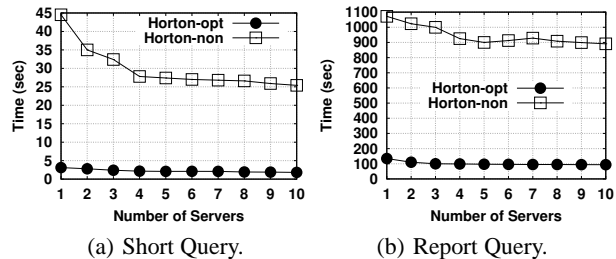 45
40
35
30
25
20
15
10
5
0
Time (sec)
Horton-opt
Horton-non
1 2 3 4 5 6 7 8 9 10
Number of Servers
(a) Short Query.
1100
1000
900
800
700
600
500
400
300
200
100
0
Time (sec)
Horton-opt
Horton-non
1 2 3 4 5 6 7 8 9 10
Number of Servers
(b) Report Query.